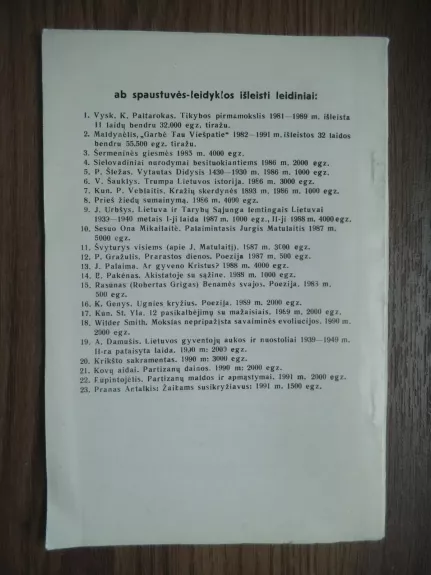 ab spaustuvės-leidyklos išleisti leidiniai:
1. Vysk. K. Paltarokas. Tikybos pirmamokslis 1981—1989 m. išleista
11 laidų bendru 32.000 egz. tiražu.
2. Maldynėlis, „Garbė Tau Viešpatie" 1982—1991 m. išleistos 32 laidos
bendru 55.500 egz. tiražu.
3. Šermeninės giesmės 1985 m. 4000 egz.
4. Sielovadiniai narodymai besituokiantiems 1986 m. 2000 egz.
5. P. Šležas. Vytautas Didysis 1430—1930 m. 1986 m. 1000 egz.
6. V. Šauklys. Trumpa Lietuvos istorija. 1986 m. 3000 egz.
7. Kun. P. Veblaitis. Kražių skerdynės 1893 m. 1986 m. 1000 egz.
8. Prieš žiedų sumainymą. 1986 m. 4000 egz.
9. J. Urbšys. Lietuva ir Tarybų Sąjunga lemtingais Lietuvai
1939—1940 metais I-ji laida 1987 m. 1000 egz., II-ji 1988 m. 4000 egz.
10. Sesuo Ona Mikailaitė. Palaimintasis Jurgis Matulaitis 1987 m.
5000 egz.
11. Švyturys visiems (apie J. Matulaitį). 1987 m. 3000 egz.
12. P. Gražulis. Prarastos dienos. Poezija 1987 m. 500 egz.
13. J. Palaima. Ar gyveno Kristus? 1988 m. 4000 egz.
14. E. Pakėnas. Akistatoje su sąžine. 1988 m. 1000 egz.
15. Rasūnas (Robertas Grigas) Benamės svajos. Poezija. 1983 m.
500 egz.
16. K. Genys. Ugnies kryžius. Poezija. 1989 m. 2000 egz.
17. Kun. St. Yla. 12 pasikalbėjimų su mažaisiais. 1989 m. 2000 egz.
18. Wilder Smith. Mokslas nepripažįsta savaiminės evoliucijos. 1990 m.
2000 egz.
19. A. Damušis. Lietuvos gyventojų aukos ir nuostoliai 1939—1949 m.
II-ra pataisyta laida. 1990 m: 2000 egz.
20. Krikšto sakramentas. 1990 m: 3000 egz.
21. Kovų aidai. Partizanų dainos. 1990 m: 2000 egz.
22. Rūpintojėlis. Partizanų maldos ir apmąstymai. 1991 m. 2000 egz.
23. Pranas Antalkis: Žaibams susikryžiavus: 1991 m. 1500 egz.